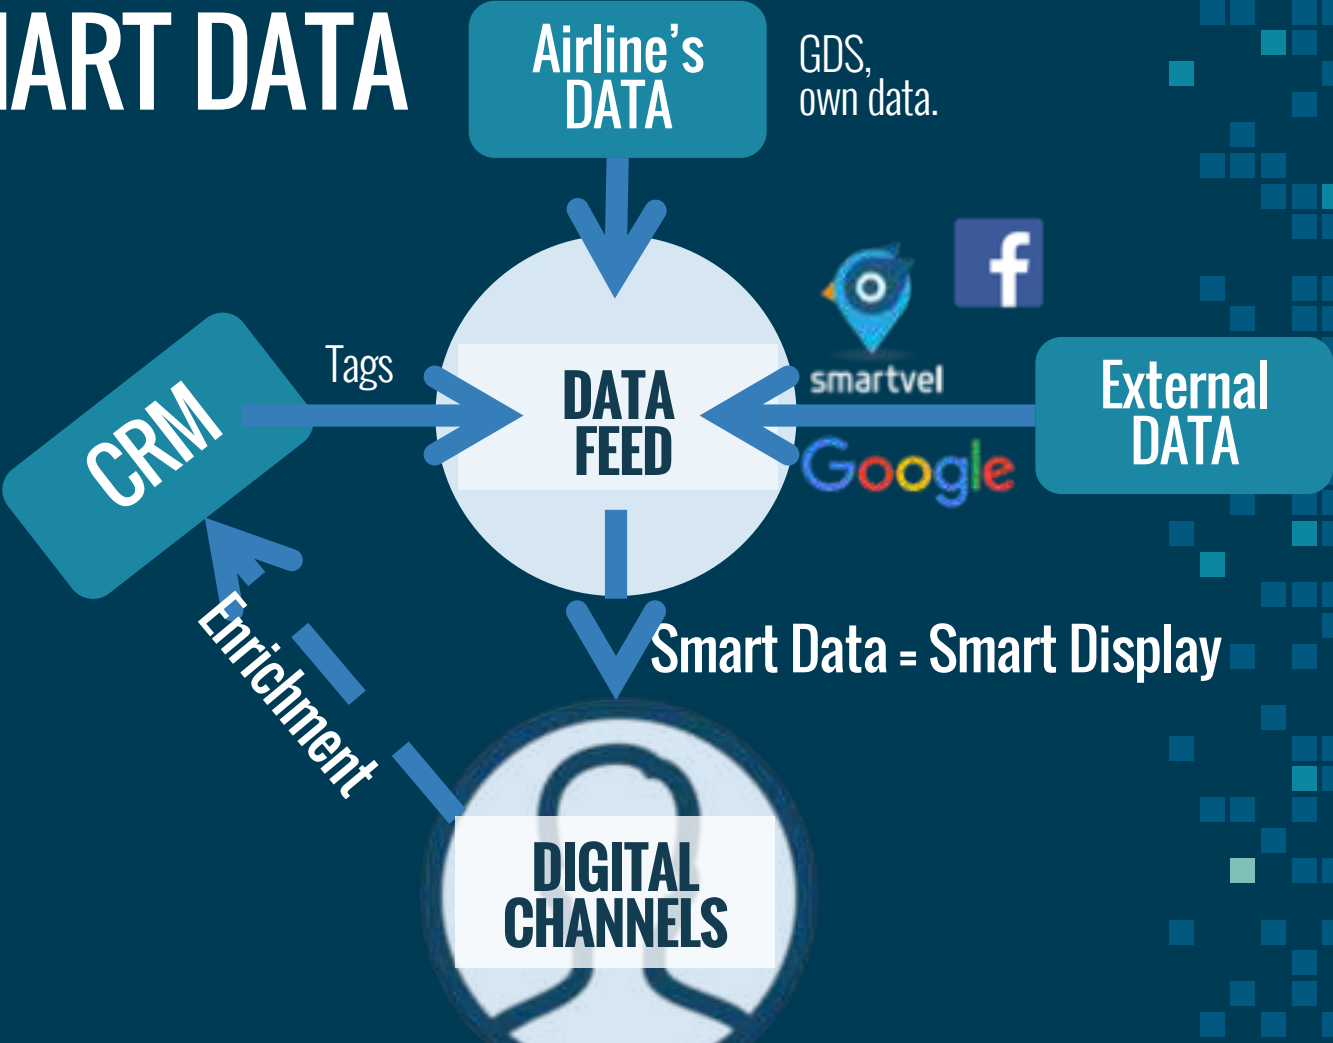 MART DATA
Airline's
DATA
GDS,
own data.
Tags
CRM
DATA
FEED
smartvel
f
Google
External
DATA
Enrichment
Smart Data = Smart Display
DIGITAL
CHANNELS